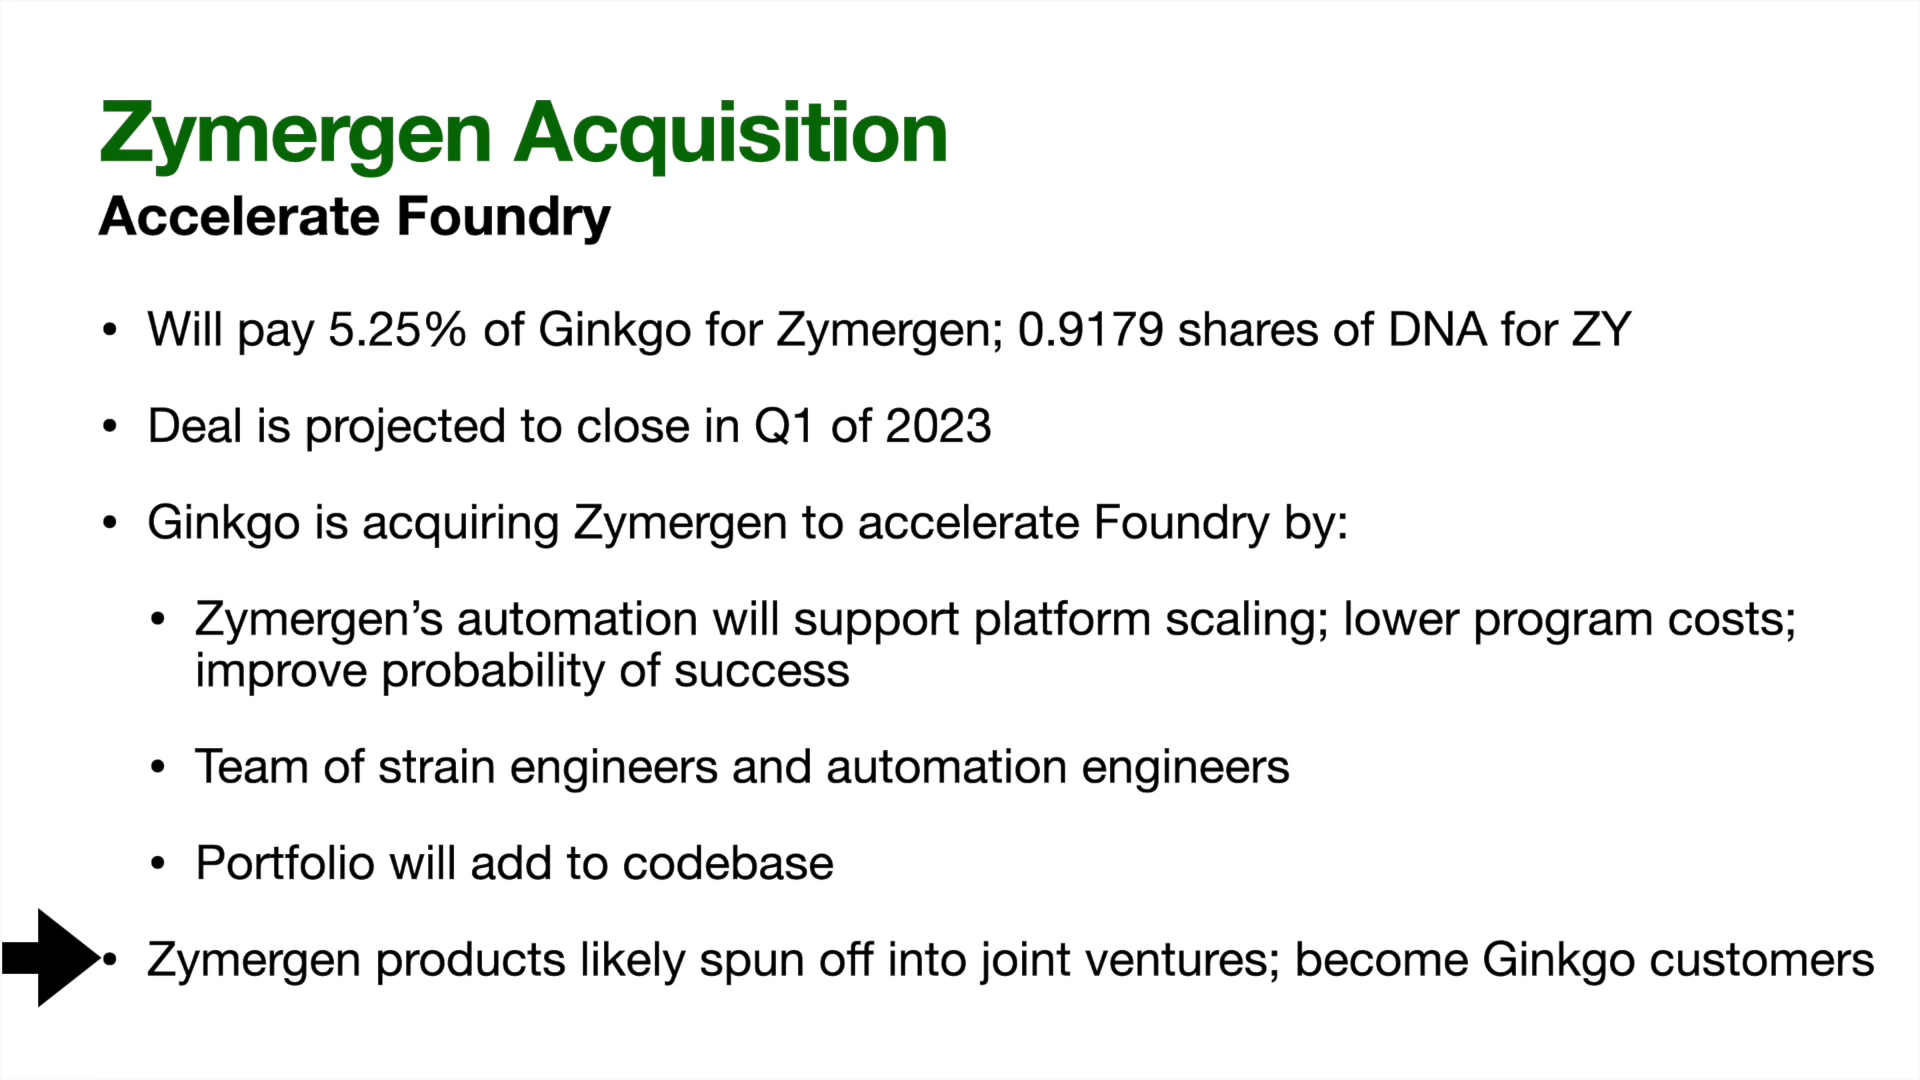 Zymergen Acquisition
Accelerate Foundry
• Will pay 5.25% of Ginkgo for Zymergen; 0.9179 shares of DNA for ZY
• Deal is projected to close in Q1 of 2023
• Ginkgo is acquiring Zymergen to accelerate Foundry by:
• Zymergen’s automation will support platform scaling; lower program costs;
improve probability of success
• Team of strain engineers and automation engineers
• Portfolio will add to codebase
• Zymergen products likely spun off into joint ventures; become Ginkgo customers